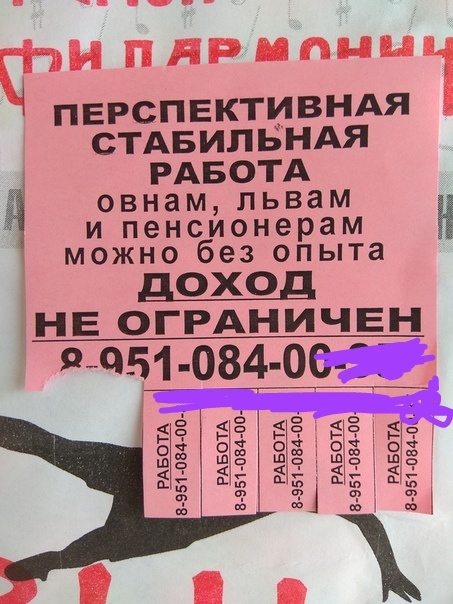 ФИЛАРМОНИИ
ПЕРСПЕКТИВНАЯ
СТАБИЛЬНАЯ
РАБОТА
овнам, львам
и пенсионерам
можно без опыта
ДОХОД
НЕ ОГРАНИЧЕН
8-951-084-00-
РАБОТА
8-951-084-00-
РАБОТА
8-951-084-00-
РАБОТА
8-951-084-00-
РАБОТА
8-951-084-00-
РАБОТА
8-951-084-0